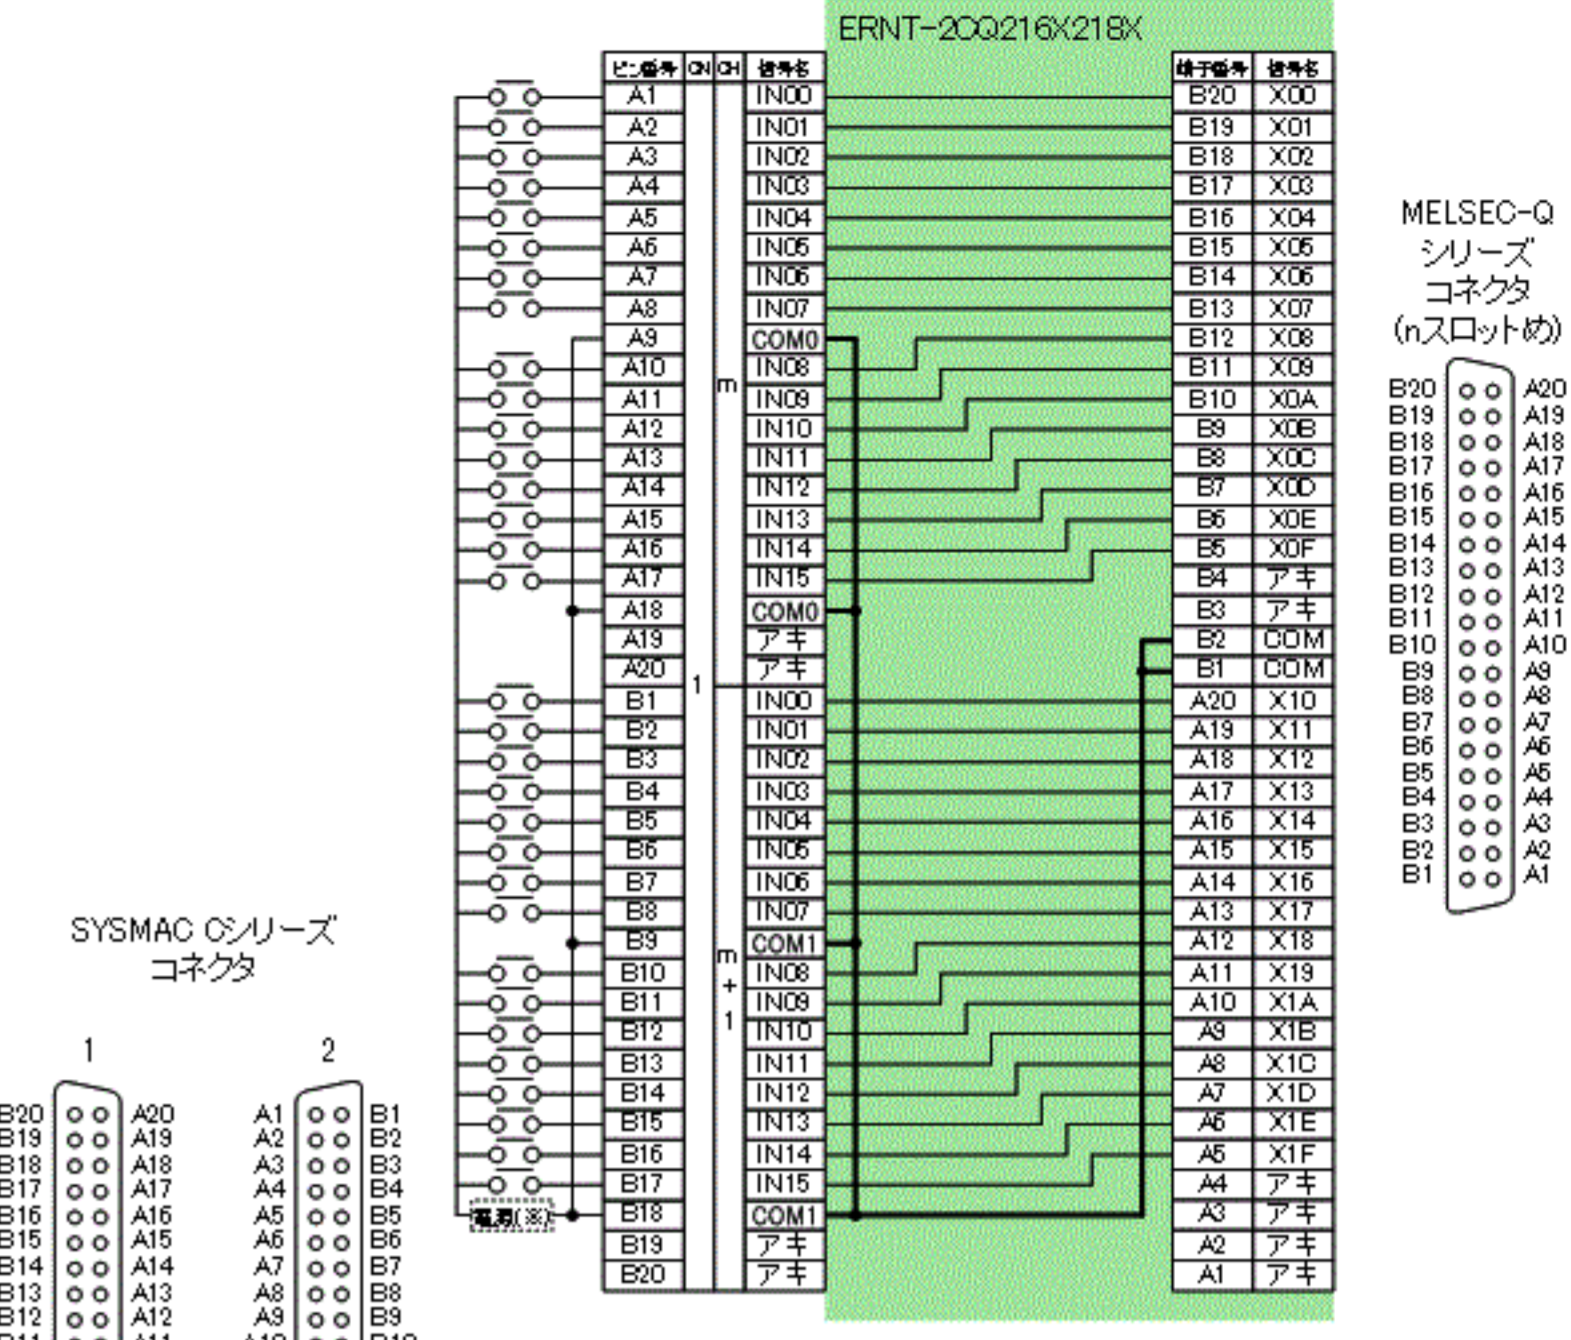 ERNT-2CQ216X218X
ピン番号 CN CH 信号名 端子番号 信号名
A1 IN00 B20 X00
A2 IN01 B19 X01
A3 IN02 B18 X02
A4 IN03 B17 X03
A5 IN04 B16 X04
A6 IN05 B15 X05
A7 IN06 B14 X06
A8 IN07 B13 X07
A9 COM0 B12 X08
A10 IN08 B11 X09
A11 IN09 B10 X0A
A12 IN10 B9 X0B
A13 IN11 B8 X0C
A14 IN12 B7 X0D
A15 IN13 B6 X0E
A16 IN14 B5 X0F
A17 IN15 B4 アキ
A18 COM0 B3 アキ
A19 アキ B2 COM
A20 アキ B1 COM
B1 IN00 A20 X10
B2 IN01 A19 X11
B3 IN02 A18 X12
B4 IN03 A17 X13
B5 IN04 A16 X14
B6 IN05 A15 X15
B7 IN06 A14 X16
B8 IN07 A13 X17
B9 COM1 A12 X18
B10 IN08 A11 X19
B11 IN09 A10 X1A
B12 IN10 A9 X1B
B13 IN11 A8 X1C
B14 IN12 A7 X1D
B15 IN13 A6 X1E
B16 IN14 A5 X1F
B17 IN15 A4 アキ
電源(※) B18 COM1 A3 アキ
B19 アキ A2 アキ
B20 アキ A1 アキ
1
m
m
+
1
MELSEC-Q
シリーズ
コネクタ
(nスロットめ)
B20 A20
B19 A19
B18 A18
B17 A17
B16 A16
B15 A15
B14 A14
B13 A13
B12 A12
B11 A11
B10 A10
B9 A9
B8 A8
B7 A7
B6 A6
B5 A5
B4 A4
B3 A3
B2 A2
B1 A1
SYSMAC Cシリーズ
コネクタ
1 2
B20 A20 A1 B1
B19 A19 A2 B2
B18 A18 A3 B3
B17 A17 A4 B4
B16 A16 A5 B5
B15 A15 A6 B6
B14 A14 A7 B7
B13 A13 A8 B8
B12 A12 A9 B9
B11 A11 A10 B10